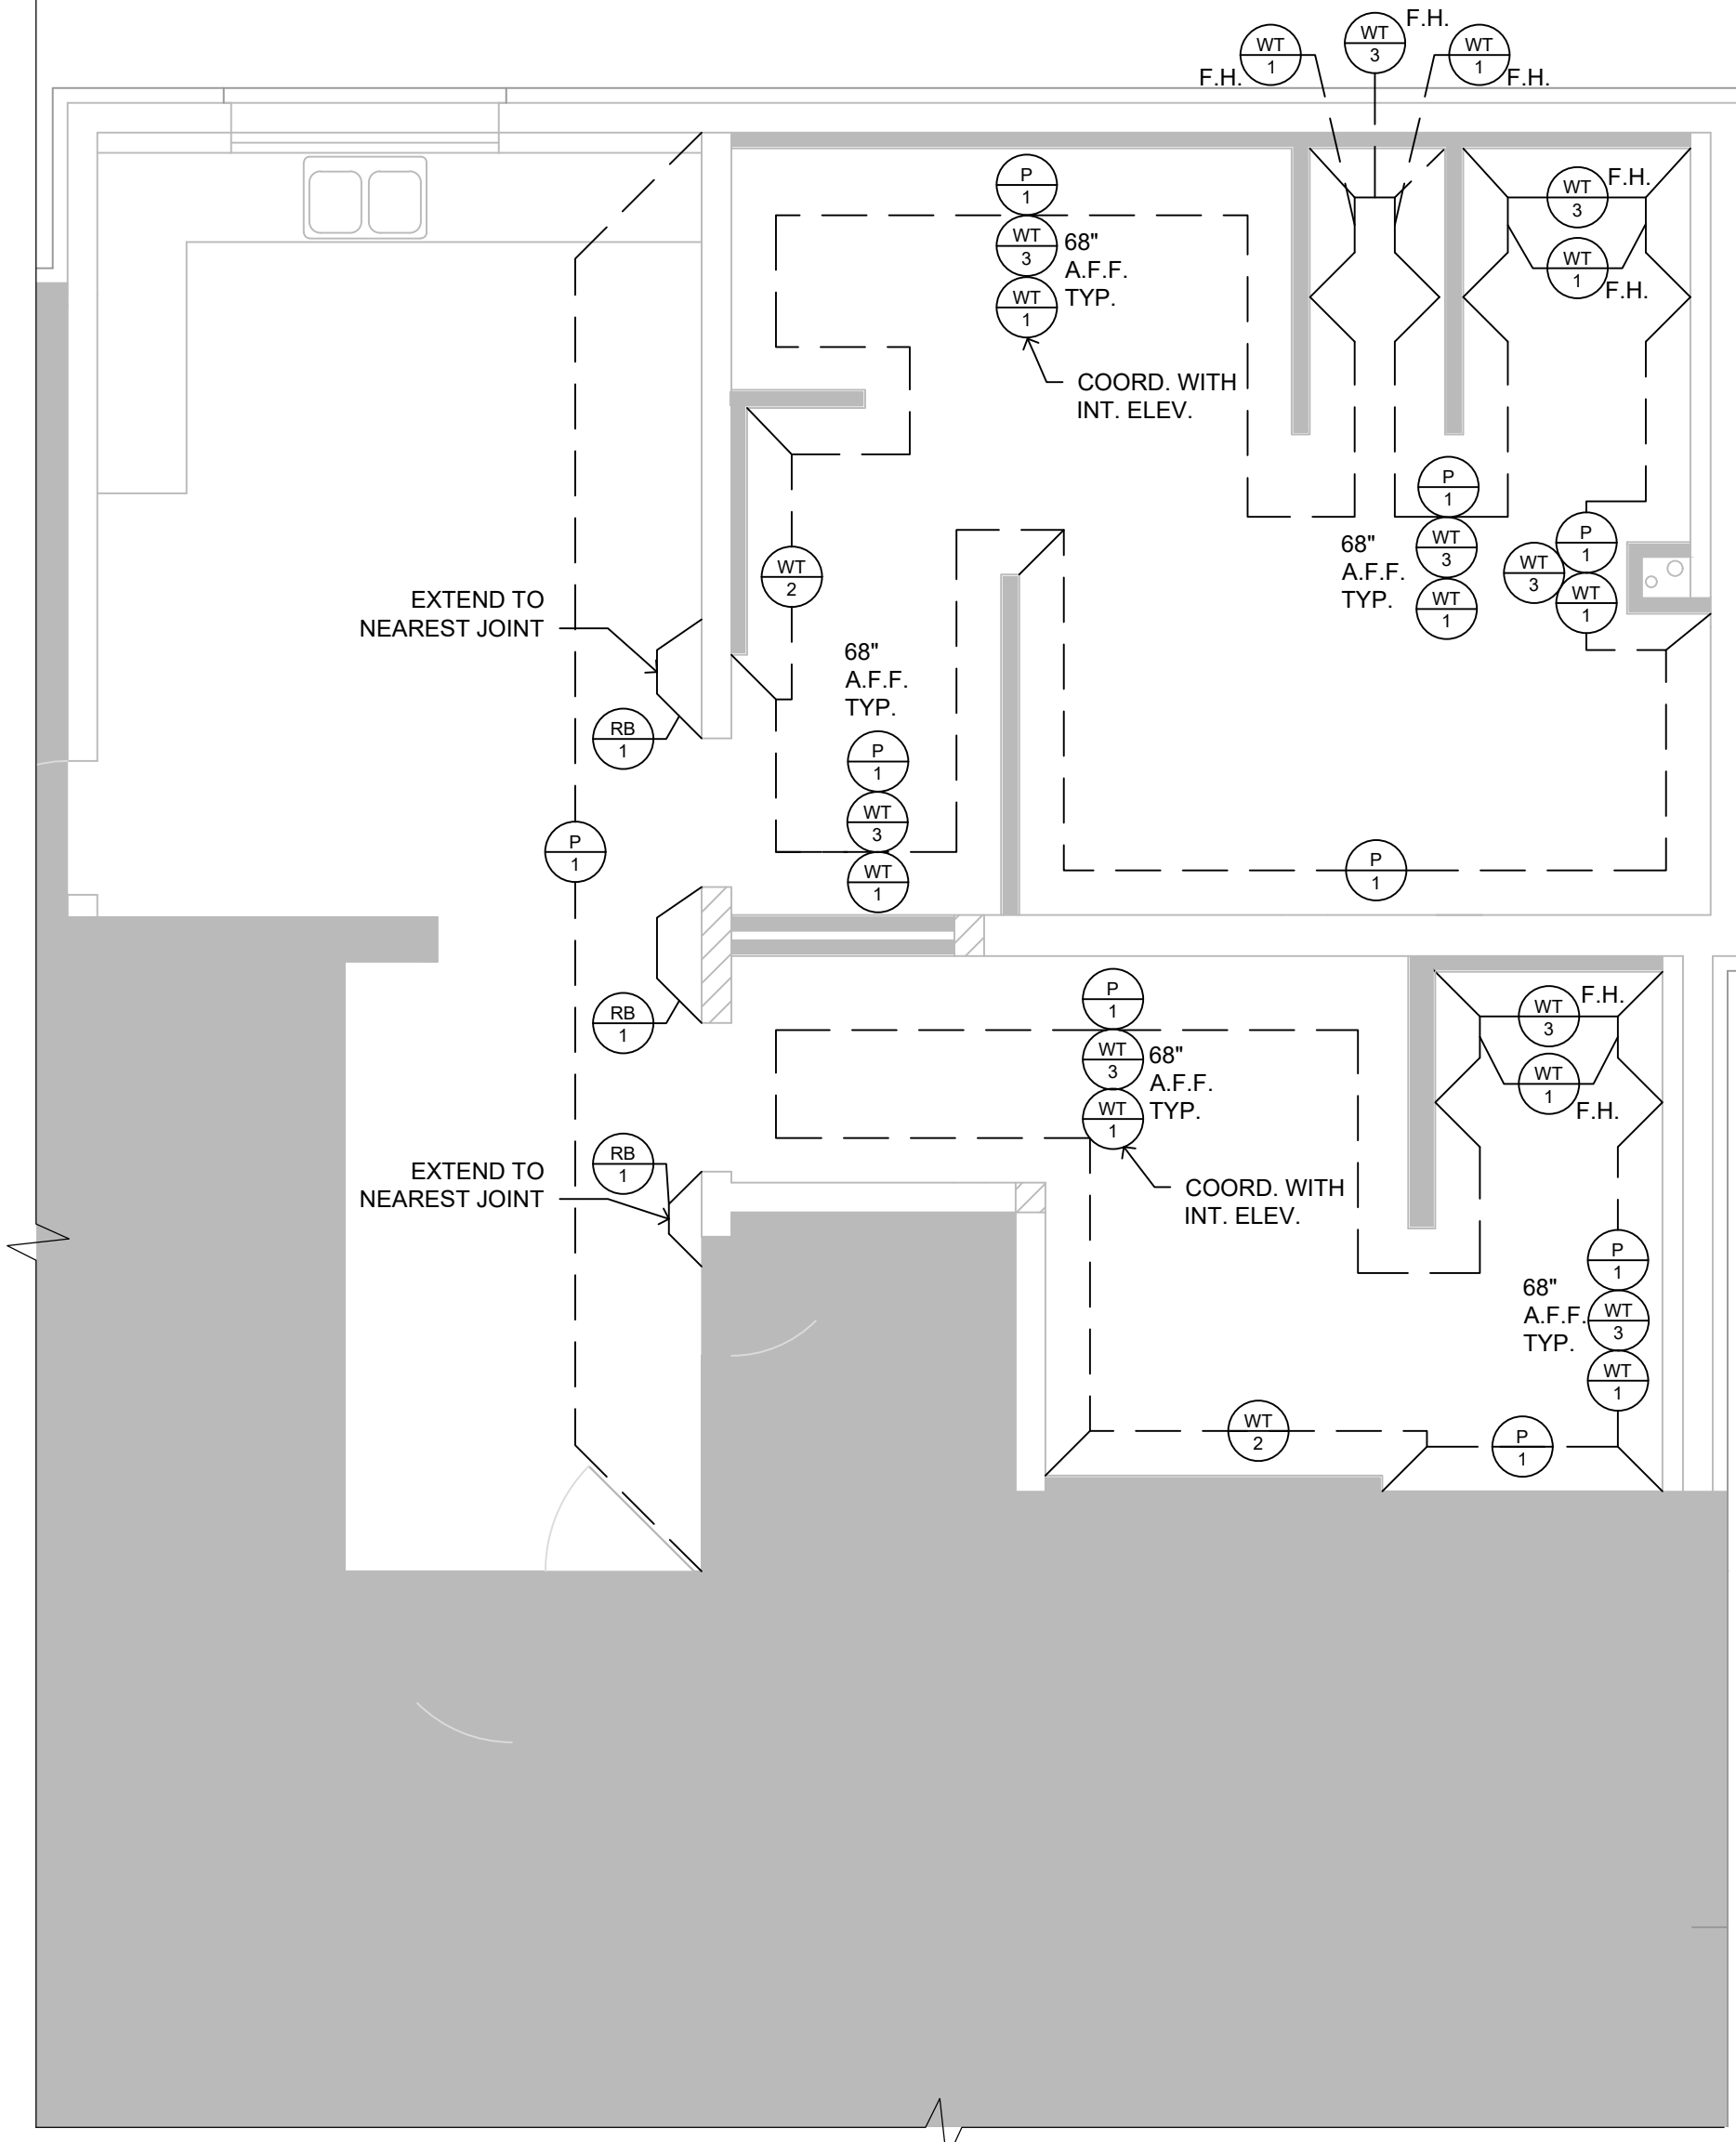 F.H.
WT
3
WT
1
F.H.
WT
1
F.H.
P
1
WT
3
WT
1
68"
A.F.F.
TYP.
COORD. WITH
INT. ELEV.
WT
3
F.H.
WT
1
F.H.
P
1
WT
3
WT
1
68"
A.F.F.
TYP.
P
1
WT
3
WT
1
WT
2
EXTEND TO
NEAREST JOINT
RB
1
68"
A.F.F.
TYP.
P
1
WT
3
WT
1
P
1
P
1
RB
1
P
1
WT
3
WT
1
68"
A.F.F.
TYP.
COORD. WITH
INT. ELEV.
WT
3
F.H.
WT
1
F.H.
RB
1
EXTEND TO
NEAREST JOINT
68"
A.F.F.
TYP.
P
1
WT
3
WT
1
WT
2
P
1